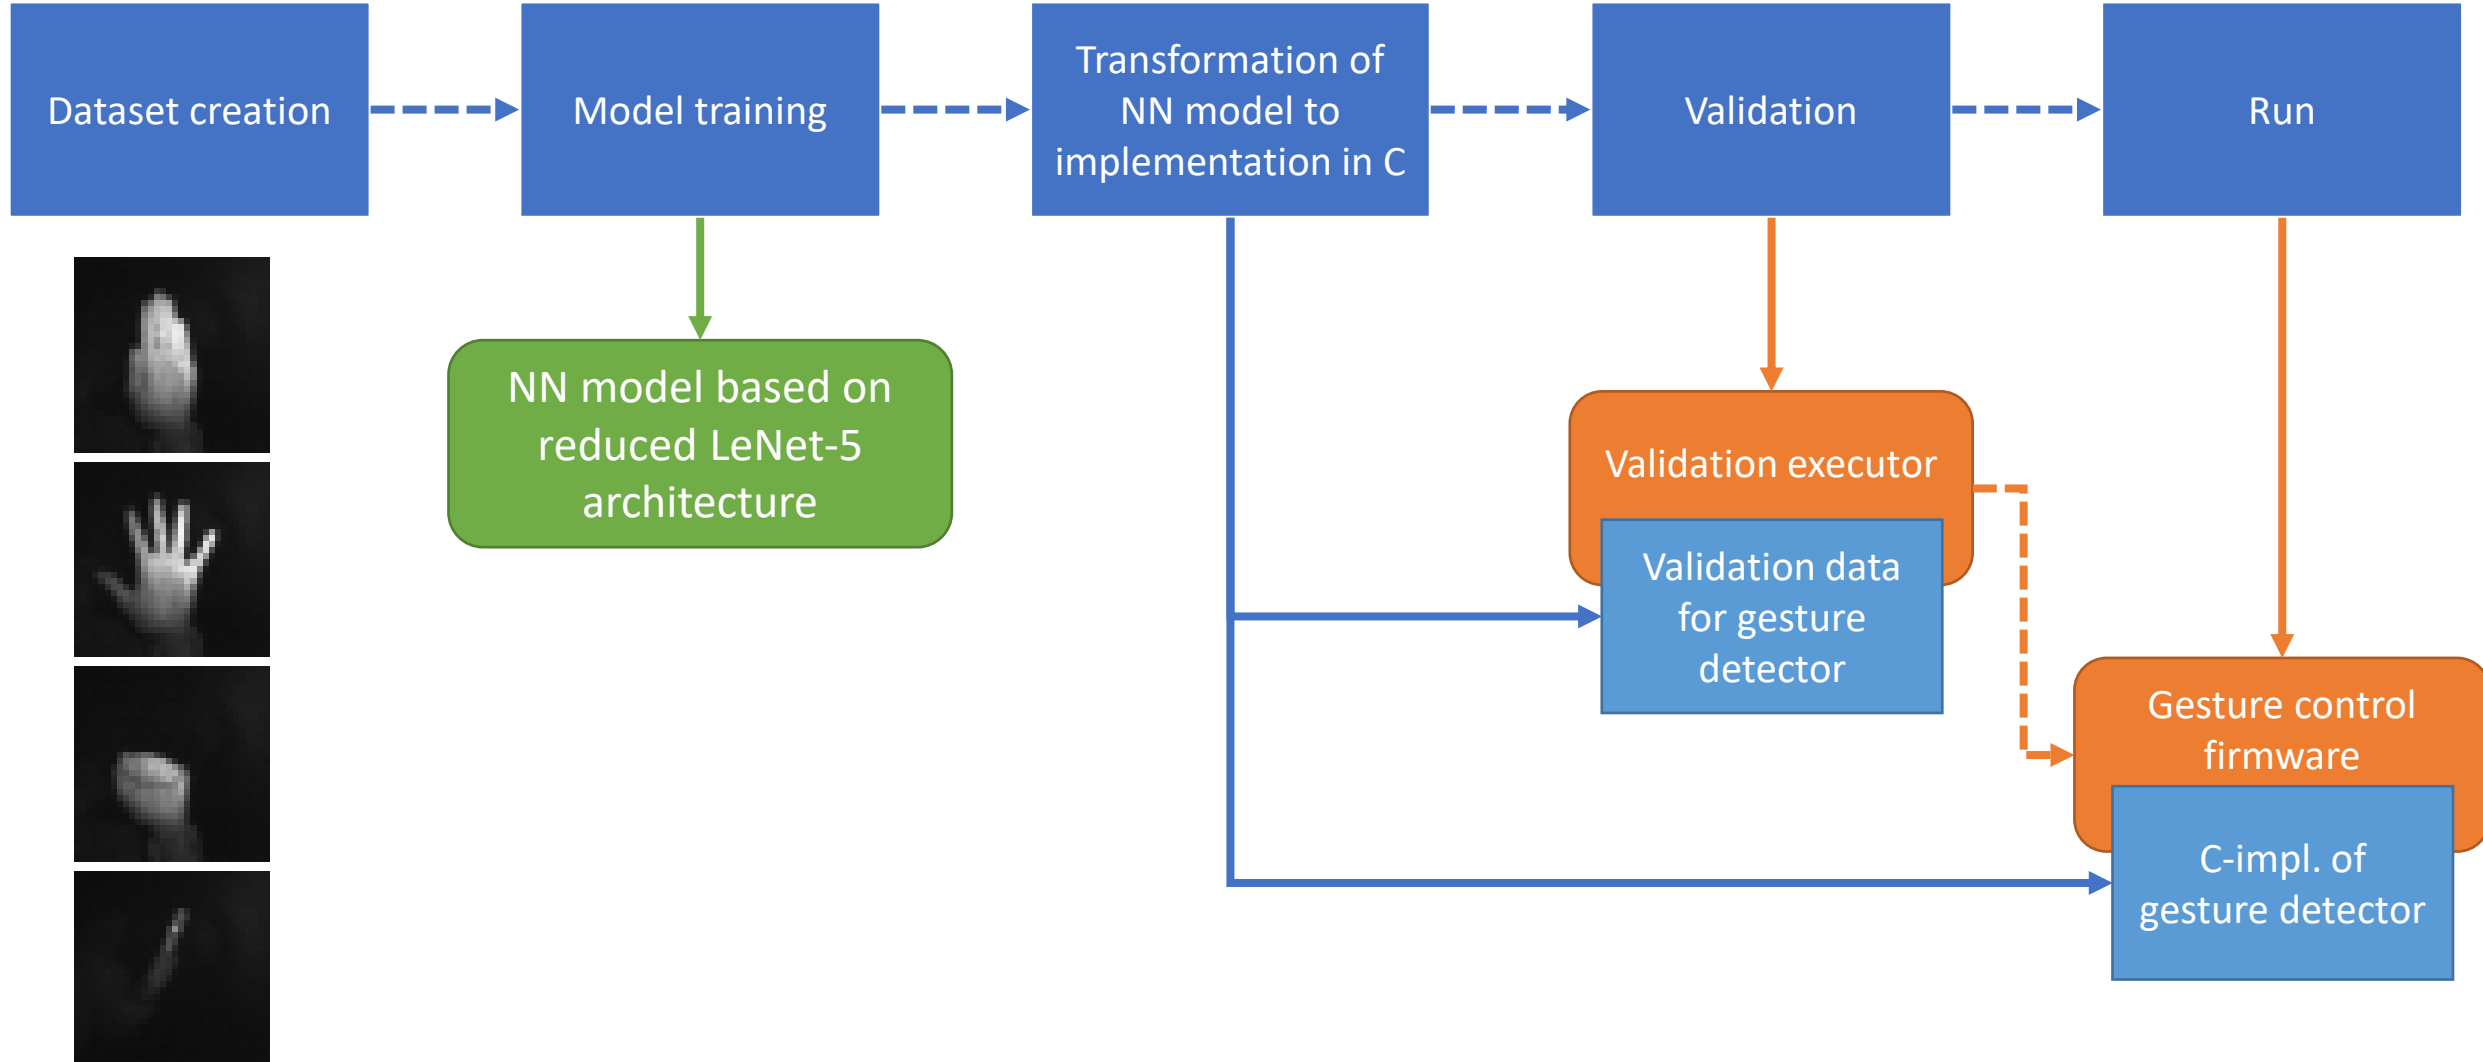 Dataset creation
Model training
Transformation of
NN model to
implementation in C
Validation
Run
NN model based on
reduced LeNet-5
architecture
Validation executor
Validation data
for gesture
detector
Gesture control
firmware
C-impl. of
gesture detector